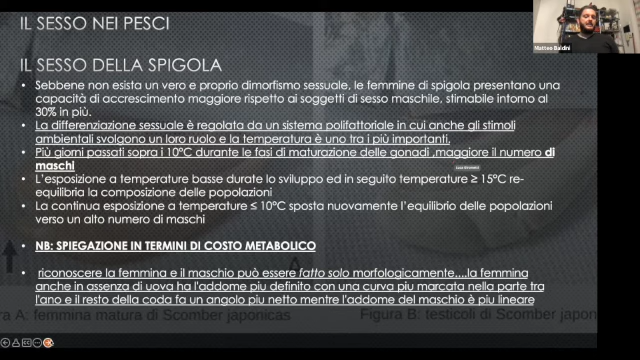 IL SESSO NEI PESCI
Matteo Baldini
IL SESSO DELLA SPIGOLA
• Sebbene non esista un vero e proprio dimorfismo sessuale, le femmine di spigola presentano una
capacità di accrescimento maggiore rispetto ai soggetti di sesso maschile, stimabile intorno al
30% in più.
• La differenziazione sessuale è regolata da un sistema polifattoriale in cui anche gli stimoli
ambientali svolgono un loro ruolo e la temperatura è uno tra i più importanti.
• Più giorni passati sopra i 10°C durante le fasi di maturazione delle gonadi ,maggiore il numero di
maschi
• L'esposizione a temperature basse durate lo sviluppo ed in seguito temperature ≥ 15°C re-
equilibria la composizione delle popolazioni
• La continua esposizione a temperature ≤ 10°C sposta nuovamente l'equilibrio delle popolazioni
verso un alto numero di maschi
• NB: SPIEGAZIONE IN TERMINI DI COSTO METABOLICO
• riconoscere la femmina e il maschio può essere fatto solo morfologicamente....la femmina
anche in assenza di uova ha l'addome piu definito con una curva piu marcata nella parte tra
l'ano e il resto della coda fa un angolo piu netto mentre l'addome del maschio è piu lineare
ra A: femmina matura di Scomber japonicas
Figura B: testicoli di Scomber japon